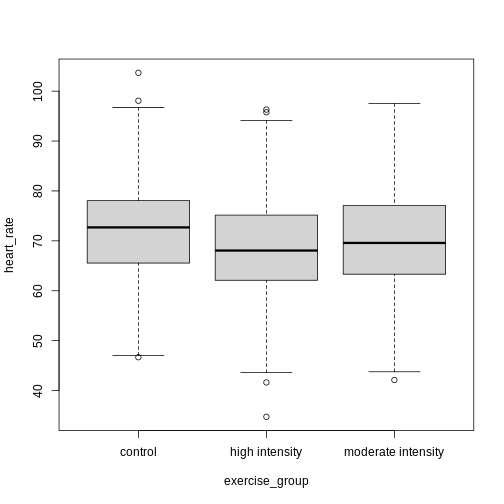 100
90
80
70
60
50
40
heart_rate
control
high intensity
moderate intensity
exercise_group